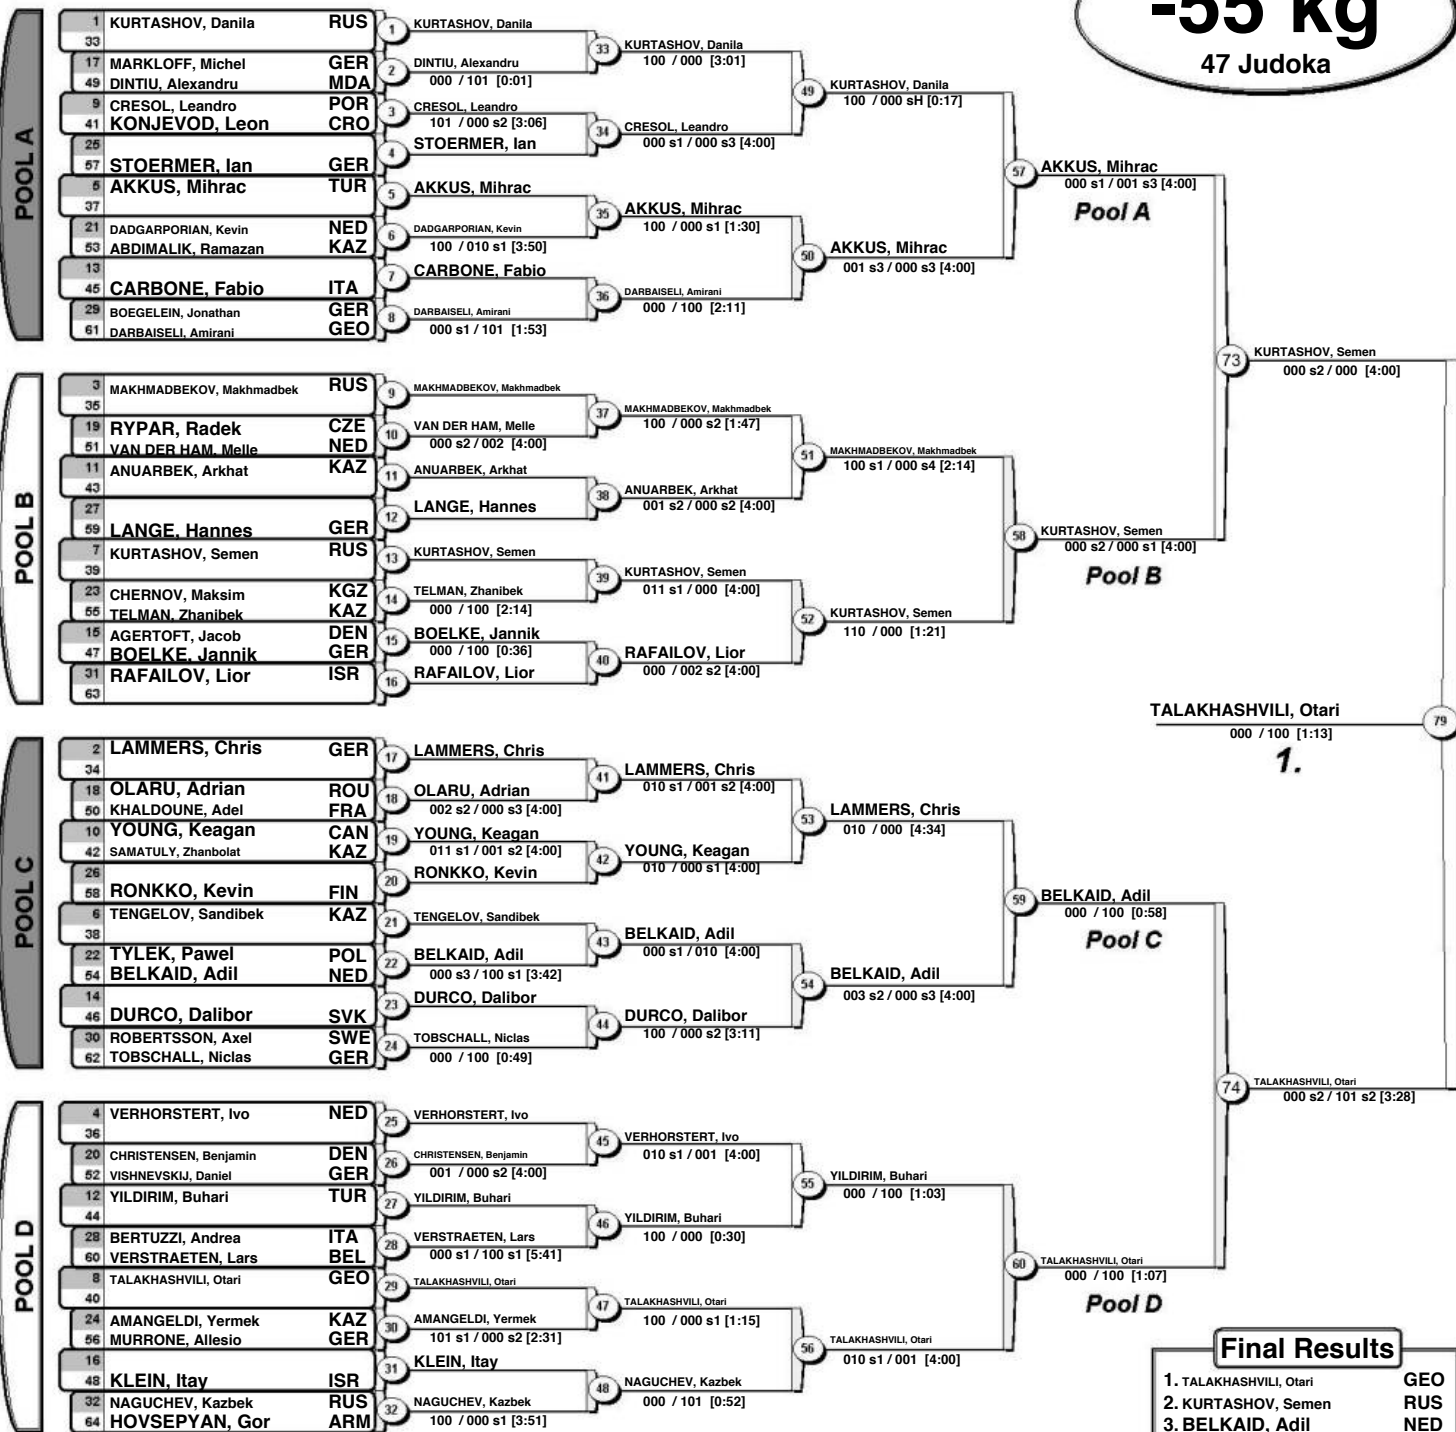 -55 kg
47 Judoka
POOL A
1 KURTASHOV, Danila RUS
33
17 MARKLOFF, Michel GER
49 DINTIU, Alexandru MDA
9 CRESOL, Leandro POR
41 KONJEVOD, Leon CRO
25
57 STOERMER, Ian GER
5 AKKUS, Mihrac TUR
37
21 DADGARPORIAN, Kevin NED
53 ABDIMALIK, Ramazan KAZ
13
45 CARBONE, Fabio ITA
29 BOEGELEIN, Jonathan GER
61 DARBAISELI, Amirani GEO
1 KURTASHOV, Danila
2 DINTIU, Alexandru
000 / 101 [0:01]
3 CRESOL, Leandro
101 / 000 s2 [3:06]
4 STOERMER, Ian
5 AKKUS, Mihrac
6 DADGARPORIAN, Kevin
100 / 010 s1 [3:50]
7 CARBONE, Fabio
8 DARBAISELI, Amirani
000 s1 / 101 [1:53]
33 KURTASHOV, Danila
100 / 000 [3:01]
34 CRESOL, Leandro
000 s1 / 000 s3 [4:00]
35 AKKUS, Mihrac
100 / 000 s1 [1:30]
36 DARBAISELI, Amirani
000 / 100 [2:11]
49 KURTASHOV, Danila
100 / 000 sH [0:17]
50 AKKUS, Mihrac
001 s3 / 000 s3 [4:00]
57 AKKUS, Mihrac
000 s1 / 001 s3 [4:00]
Pool A
POOL B
3 MAKHMADBEKOV, Makhmadbek RUS
35
19 RYPAR, Radek CZE
51 VAN DER HAM, Melle NED
11 ANUARBEK, Arkhat KAZ
43
27
59 LANGE, Hannes GER
7 KURTASHOV, Semen RUS
39
23 CHERNOV, Maksim KGZ
55 TELMAN, Zhanibek KAZ
15 AGERTOFT, Jacob DEN
47 BOELKE, Jannik GER
31 RAFAILOV, Lior ISR
63
9 MAKHMADBEKOV, Makhmadbek
10 VAN DER HAM, Melle
000 s2 / 002 [4:00]
11 ANUARBEK, Arkhat
12 LANGE, Hannes
13 KURTASHOV, Semen
14 TELMAN, Zhanibek
000 / 100 [2:14]
15 BOELKE, Jannik
000 / 100 [0:36]
16 RAFAILOV, Lior
37 MAKHMADBEKOV, Makhmadbek
100 / 000 s2 [1:47]
38 ANUARBEK, Arkhat
001 s2 / 000 s2 [4:00]
39 KURTASHOV, Semen
011 s1 / 000 [4:00]
40 RAFAILOV, Lior
000 / 002 s2 [4:00]
51 MAKHMADBEKOV, Makhmadbek
100 s1 / 000 s4 [2:14]
52 KURTASHOV, Semen
110 / 000 [1:21]
58 KURTASHOV, Semen
000 s2 / 000 s1 [4:00]
Pool B
73 KURTASHOV, Semen
000 s2 / 000 [4:00]
TALAKHASHVILI, Otari 79
000 / 100 [1:13]
1.
POOL C
2 LAMMERS, Chris GER
34
18 OLARU, Adrian ROU
50 KHALDOUNE, Adel FRA
10 YOUNG, Keagan CAN
42 SAMATULY, Zhanbolat KAZ
26
58 RONKKO, Kevin FIN
6 TENGELOV, Sandibek KAZ
38
22 TYLEK, Pawel POL
54 BELKAID, Adil NED
14
46 DURCO, Dalibor SVK
30 ROBERTSSON, Axel SWE
62 TOBSCHALL, Niclas GER
17 LAMMERS, Chris
18 OLARU, Adrian
002 s2 / 000 s3 [4:00]
19 YOUNG, Keagan
011 s1 / 001 s2 [4:00]
20 RONKKO, Kevin
21 TENGELOV, Sandibek
22 BELKAID, Adil
000 s3 / 100 s1 [3:42]
23 DURCO, Dalibor
24 TOBSCHALL, Niclas
000 / 100 [0:49]
41 LAMMERS, Chris
010 s1 / 001 s2 [4:00]
42 YOUNG, Keagan
010 / 000 s1 [4:00]
43 BELKAID, Adil
000 s1 / 010 [4:00]
44 DURCO, Dalibor
100 / 000 s2 [3:11]
53 LAMMERS, Chris
010 / 000 [4:34]
54 BELKAID, Adil
003 s2 / 000 s3 [4:00]
59 BELKAID, Adil
000 / 100 [0:58]
Pool C
POOL D
4 VERHORSTERT, Ivo NED
36
20 CHRISTENSEN, Benjamin DEN
52 VISHNEVSKIJ, Daniel GER
12 YILDIRIM, Buhari TUR
44
28 BERTUZZI, Andrea ITA
60 VERSTRAETEN, Lars BEL
8 TALAKHASHVILI, Otari GEO
40
24 AMANGELDI, Yermek KAZ
56 MURRONE, Allesio GER
16
48 KLEIN, Itay ISR
32 NAGUCHEV, Kazbek RUS
64 HOVSEPYAN, Gor ARM
25 VERHORSTERT, Ivo
26 CHRISTENSEN, Benjamin
001 / 000 s2 [4:00]
27 YILDIRIM, Buhari
28 VERSTRAETEN, Lars
000 s1 / 100 s1 [5:41]
29 TALAKHASHVILI, Otari
30 AMANGELDI, Yermek
101 s1 / 000 s2 [2:31]
31 KLEIN, Itay
32 NAGUCHEV, Kazbek
100 / 000 s1 [3:51]
45 VERHORSTERT, Ivo
010 s1 / 001 [4:00]
46 YILDIRIM, Buhari
100 / 000 [0:30]
47 TALAKHASHVILI, Otari
100 / 000 s1 [1:15]
48 NAGUCHEV, Kazbek
000 / 101 [0:52]
55 YILDIRIM, Buhari
000 / 100 [1:03]
56 TALAKHASHVILI, Otari
010 s1 / 001 [4:00]
60 TALAKHASHVILI, Otari
000 / 100 [1:07]
Pool D
74 TALAKHASHVILI, Otari
000 s2 / 101 s2 [3:28]
Final Results
1. TALAKHASHVILI, Otari GEO
2. KURTASHOV, Semen RUS
3. BELKAID, Adil NED